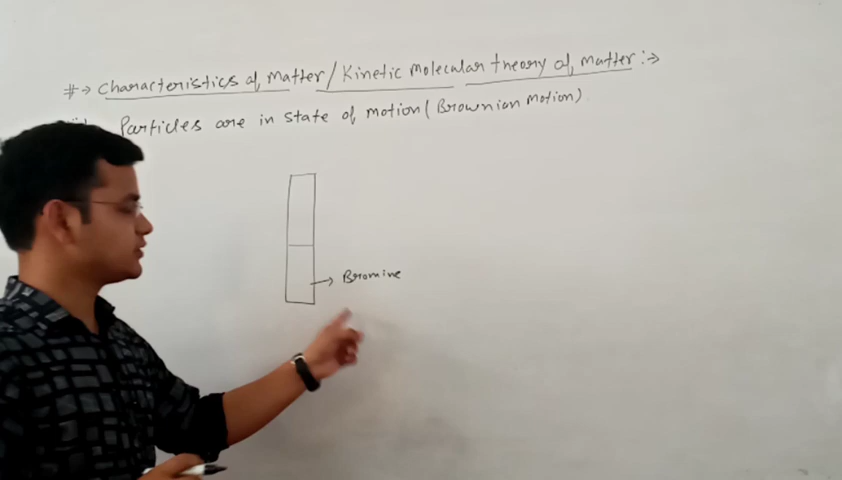 #→ Characteristics of Matter / Kinetic Molecular theory of matter :→
Particles are in state of motion ( Brownian Motion )
→ Bromine